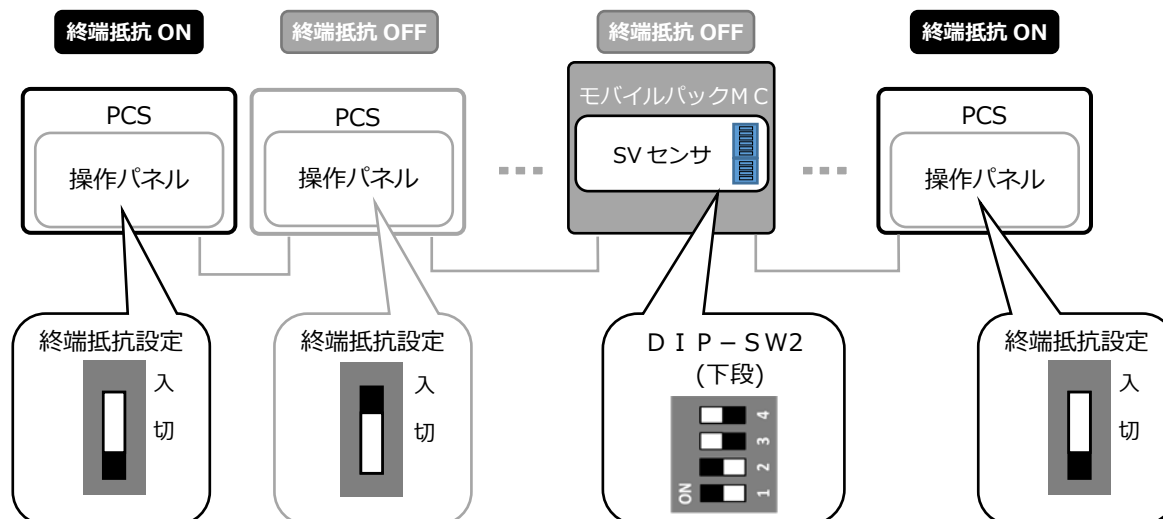 終端抵抗 ON
終端抵抗 OFF
終端抵抗 OFF
終端抵抗 ON
PCS
操作パネル
PCS
操作パネル
モバイルパックＭＣ
SV センサ
PCS
操作パネル
終端抵抗設定
入
切
終端抵抗設定
入
切
ＤＩＰ－ＳＷ2
(下段)
4
3
2
1
ON
終端抵抗設定
入
切